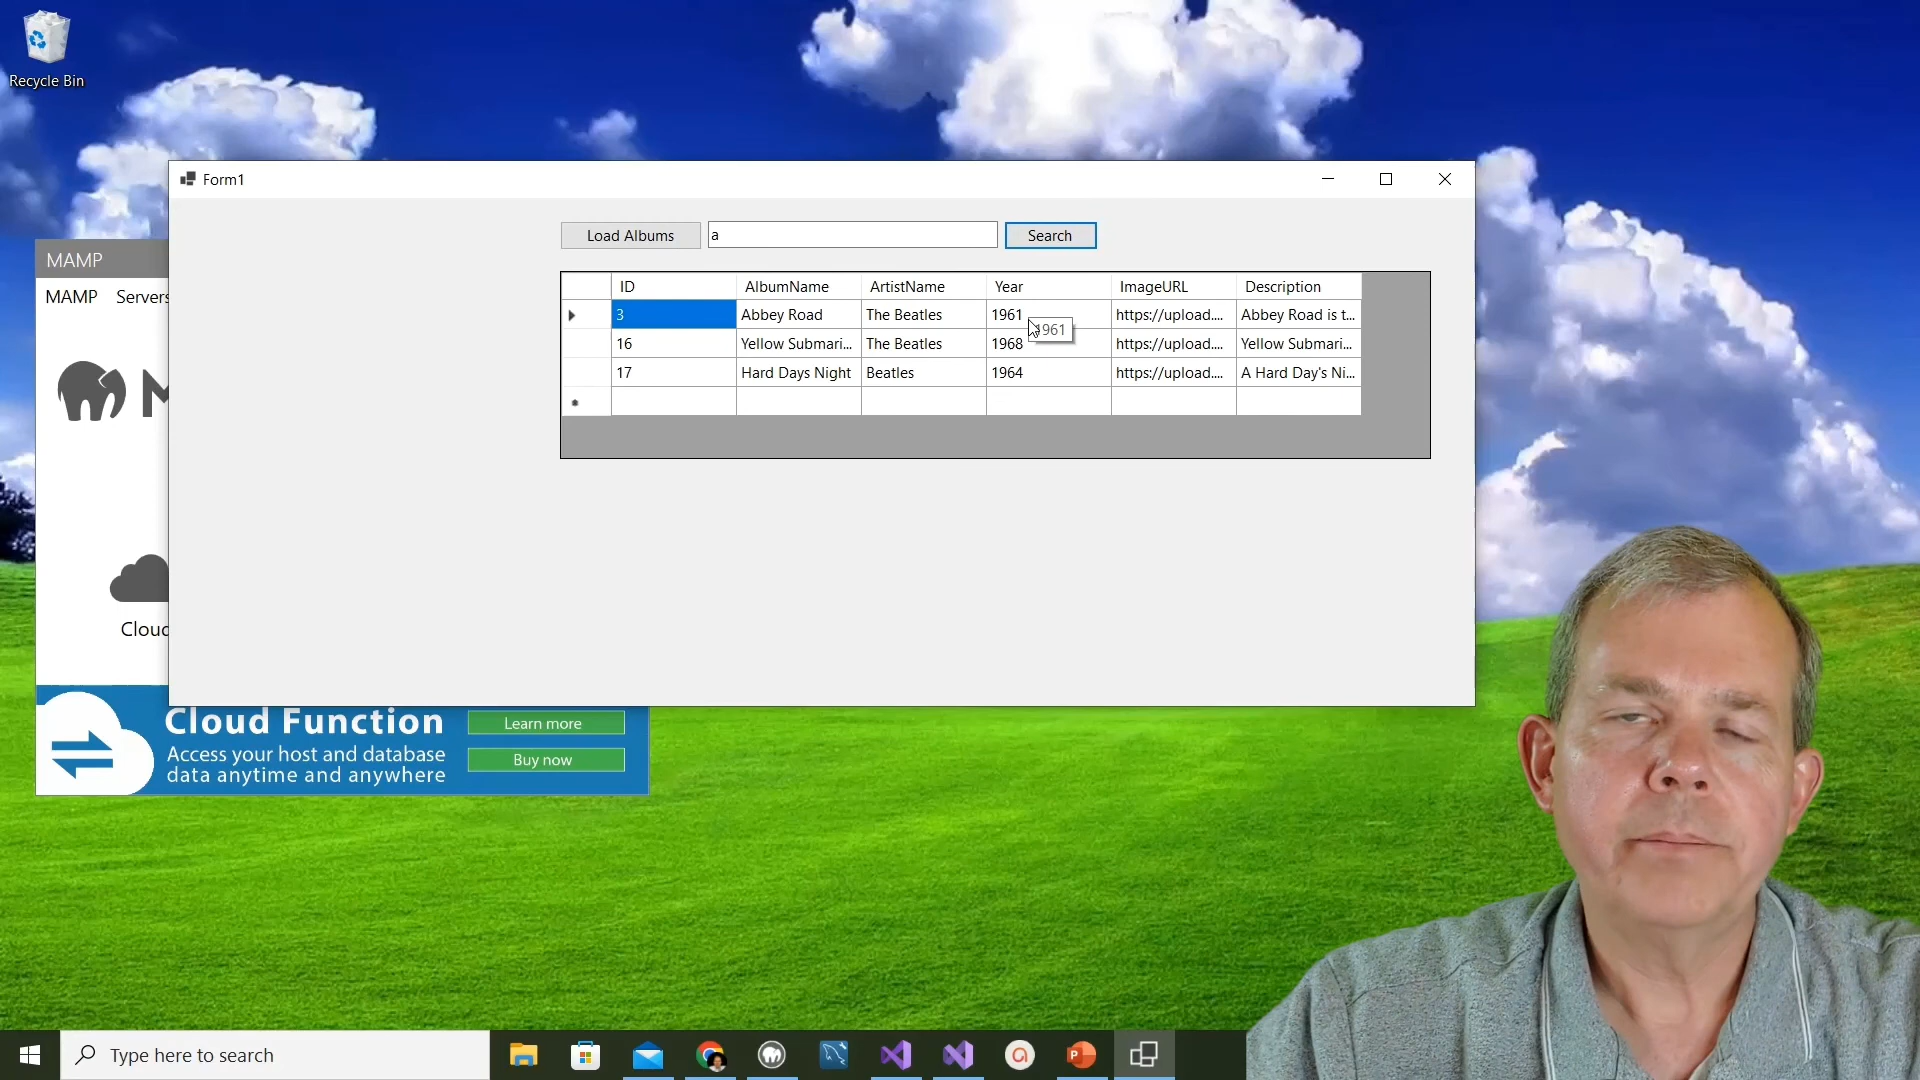 Recycle Bin
Form1
Load Albums
a
Search
ID AlbumName ArtistName Year ImageURL Description
3 Abbey Road The Beatles 1961 https://upload.... Abbey Road is t...
1961
16 Yellow Submari... The Beatles 1968 https://upload.... Yellow Submari...
17 Hard Days Night Beatles 1964 https://upload.... A Hard Day's Ni...
MAMP
MAMP Servers
M
Cloud
Cloud Function
Access your host and database
data anytime and anywhere
Learn more
Buy now
Type here to search